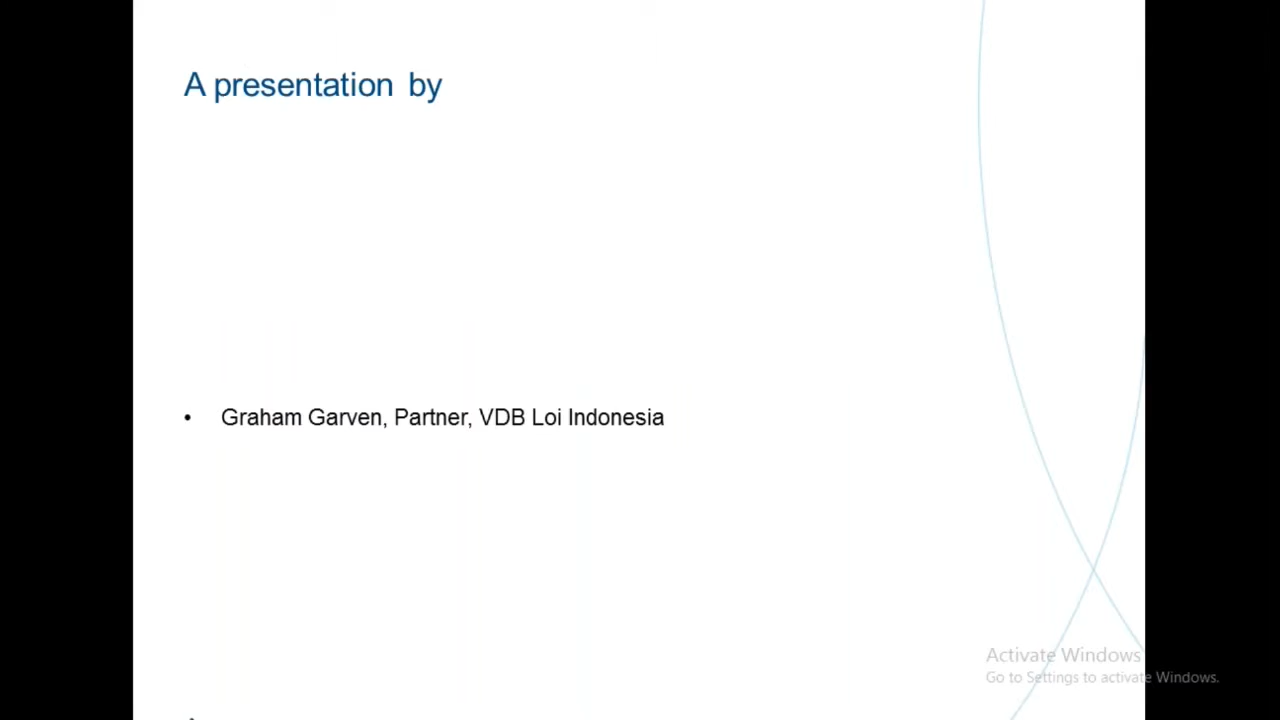 A presentation by
• Graham Garven, Partner, VDB Loi Indonesia
Activate Windows
Go to Settings to activate Windows.